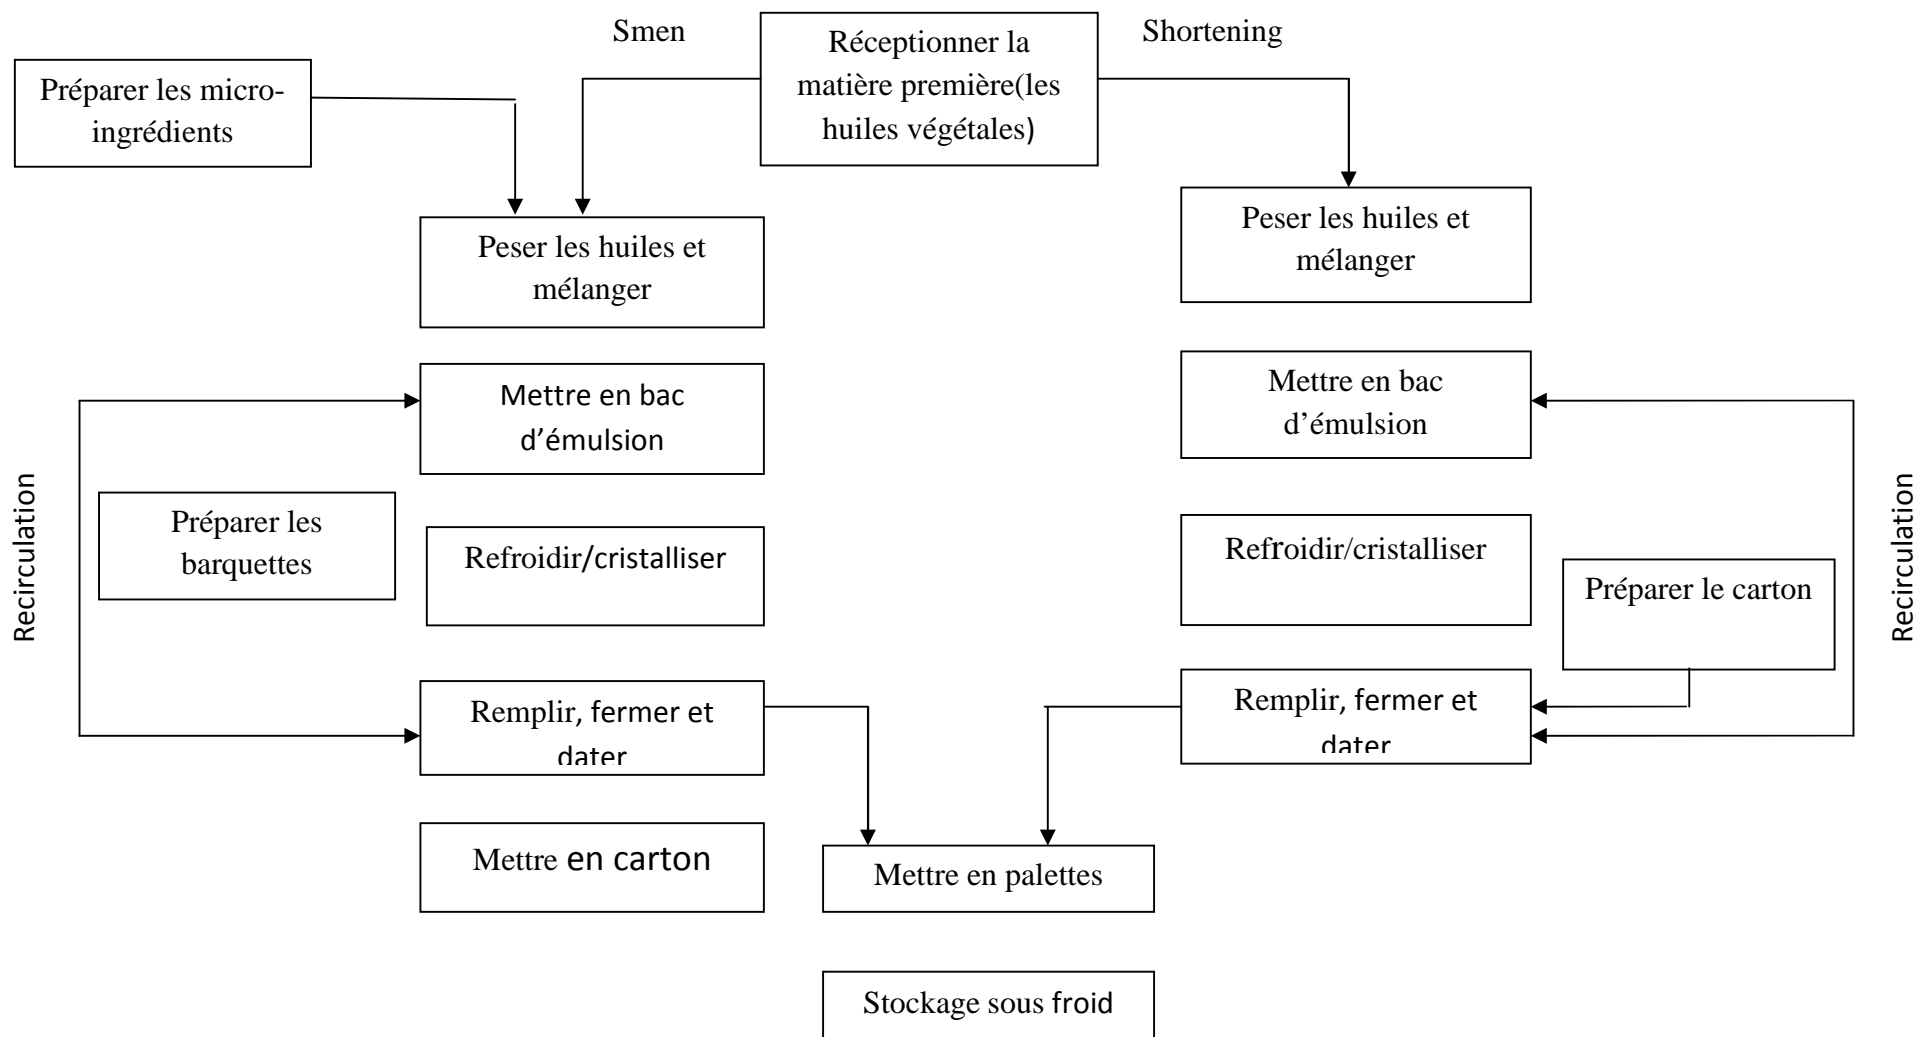 Smen
Shortening
Réceptionner la
matière première(les
huiles végétales)
Préparer les micro-
ingrédients
Peser les huiles et
mélanger
Peser les huiles et
mélanger
Mettre en bac
d’émulsion
Mettre en bac
d’émulsion
Recirculation
Préparer les
barquettes
Refroidir/cristalliser
Refroidir/cristalliser
Préparer le carton
Recirculation
Remplir, fermer et
dater
Remplir, fermer et
dater
Mettre en carton
Mettre en palettes
Stockage sous froid